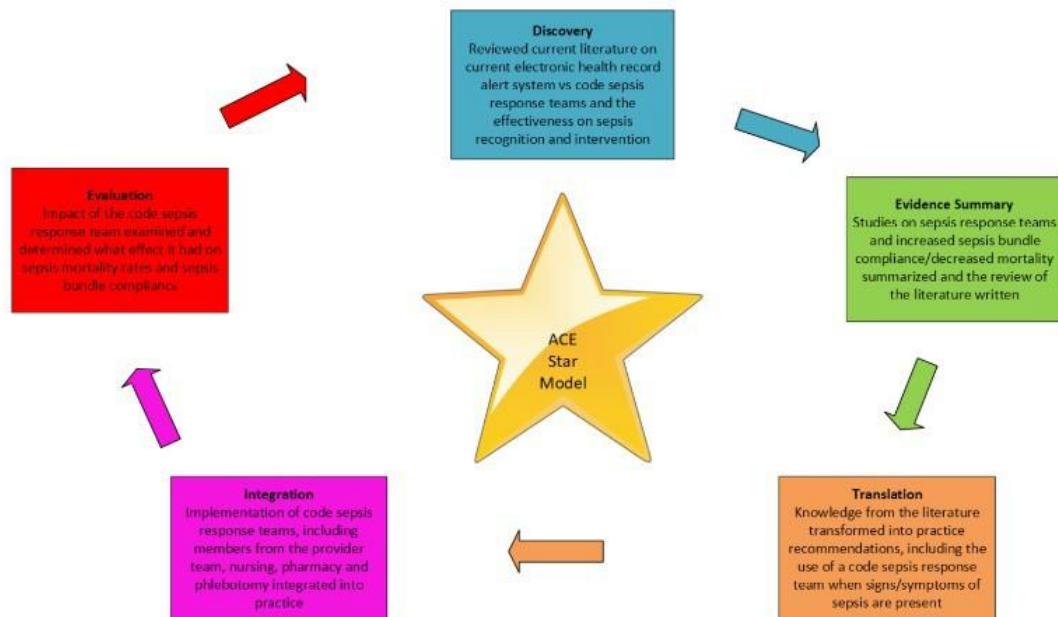 Discovery
Reviewed current literature on
current electronic health record
alert system vs code sepsis
response teams and the
effectiveness on sepsis
recognition and intervention
Evidence Summary
Studies on sepsis response teams
and increased sepsis bundle
compliance/decreased mortality
summarized and the review of
the literature written
Translation
Knowledge from the literature
transformed into practice
recommendations, including the
use of a code sepsis response
team when signs/symptoms of
sepsis are present
Integration
Implementation of code sepsis
response teams, including
members from the provider
team, nursing, pharmacy and
phlebotomy integrated into
practice
Evaluation
Impact of the code sepsis
response team examined and
determined what effect it had on
sepsis mortality rates and sepsis
bundle compliance
ACE
Star
Model